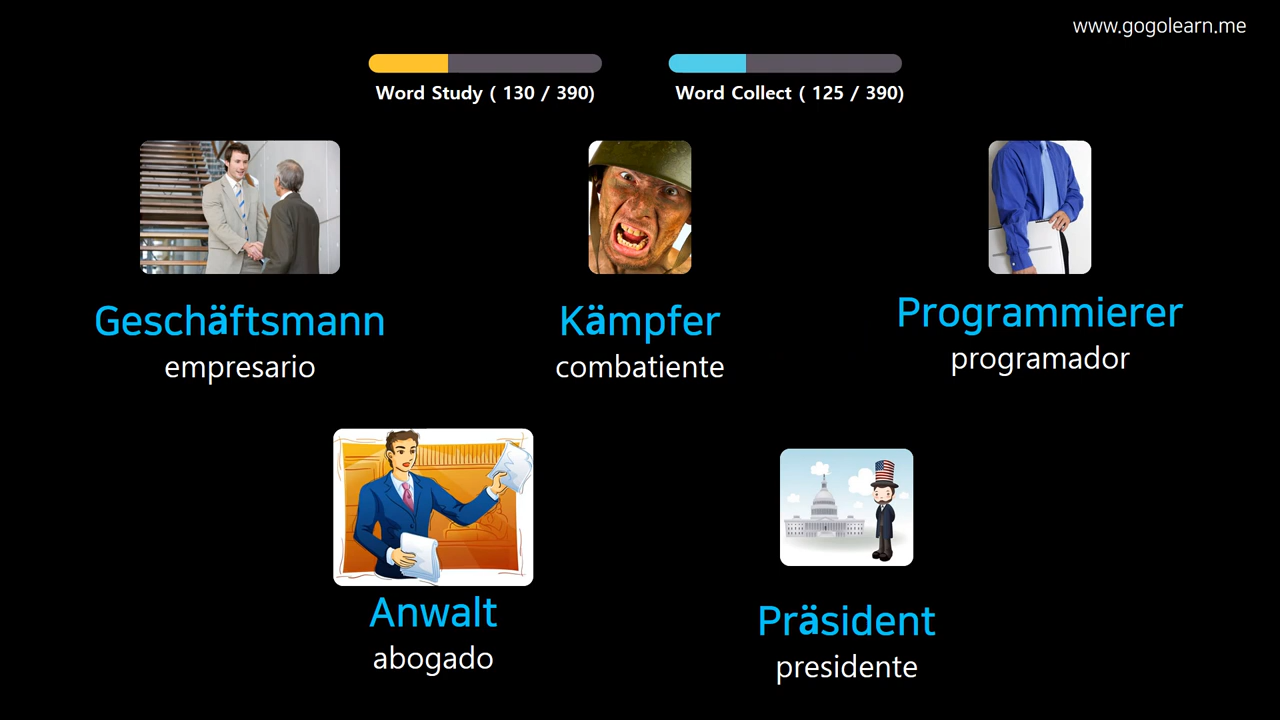 www.gogolearn.me
Word Study ( 130 / 390)
Word Collect ( 125 / 390)
Geschäftsmann
empresario
Kämpfer
combatiente
Programmierer
programador
Anwalt
abogado
Präsident
presidente